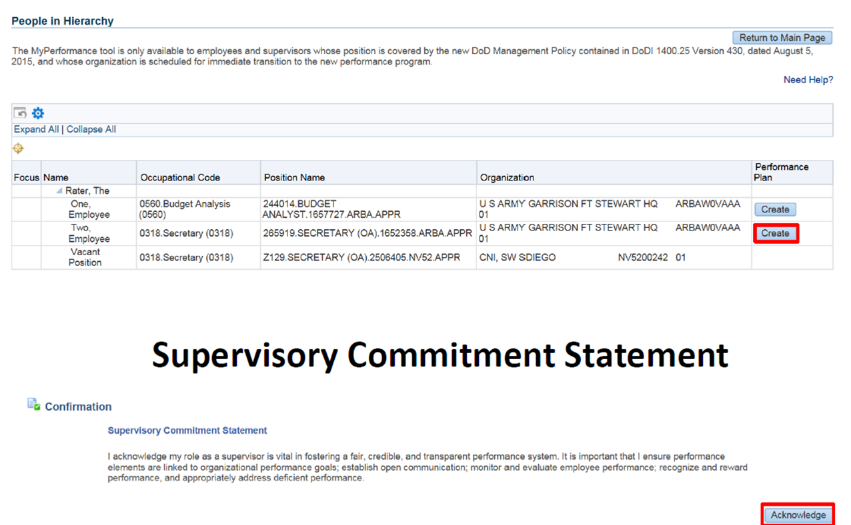 People in Hierarchy
Return to Main Page
The MyPerformance tool is only available to employees and supervisors whose position is covered by the new DoD Management Policy contained in DoDI 1400.25 Version 430, dated August 5,
2015, and whose organization is scheduled for immediate transition to the new performance program.
Need Help?
Expand All | Collapse All
Focus Name Occupational Code Position Name Organization Performance Plan
Rater, The
One, Employee 0560.Budget Analysis (0560) 244014.BUDGET ANALYST.1657727.ARBA.APPR U S ARMY GARRISON FT STEWART HQ ARBAW0VAAA 01 Create
Two, Employee 0318.Secretary (0318) 265919.SECRETARY (OA).1652358.ARBA.APPR U S ARMY GARRISON FT STEWART HQ ARBAW0VAAA 01 Create
Vacant Position 0318.Secretary (0318) Z129.SECRETARY (OA).2506405.NV52.APPR CNI, SW SDIEGO NV5200242 01
Supervisory Commitment Statement
Confirmation
Supervisory Commitment Statement
I acknowledge my role as a supervisor is vital in fostering a fair, credible, and transparent performance system. It is important that I ensure performance
elements are linked to organizational performance goals; establish open communication; monitor and evaluate employee performance; recognize and reward
performance, and appropriately address deficient performance.
Acknowledge